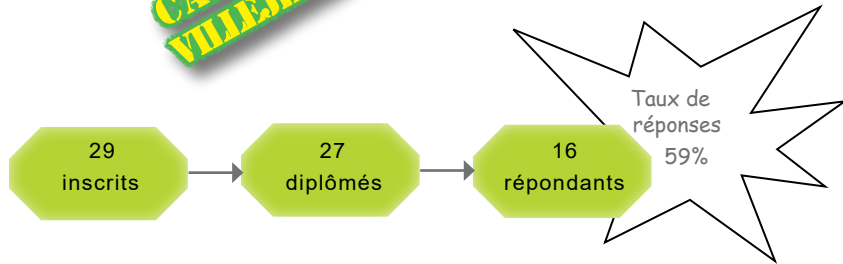 29
inscrits
27
diplômés
16
répondants
Taux de
réponses
59%